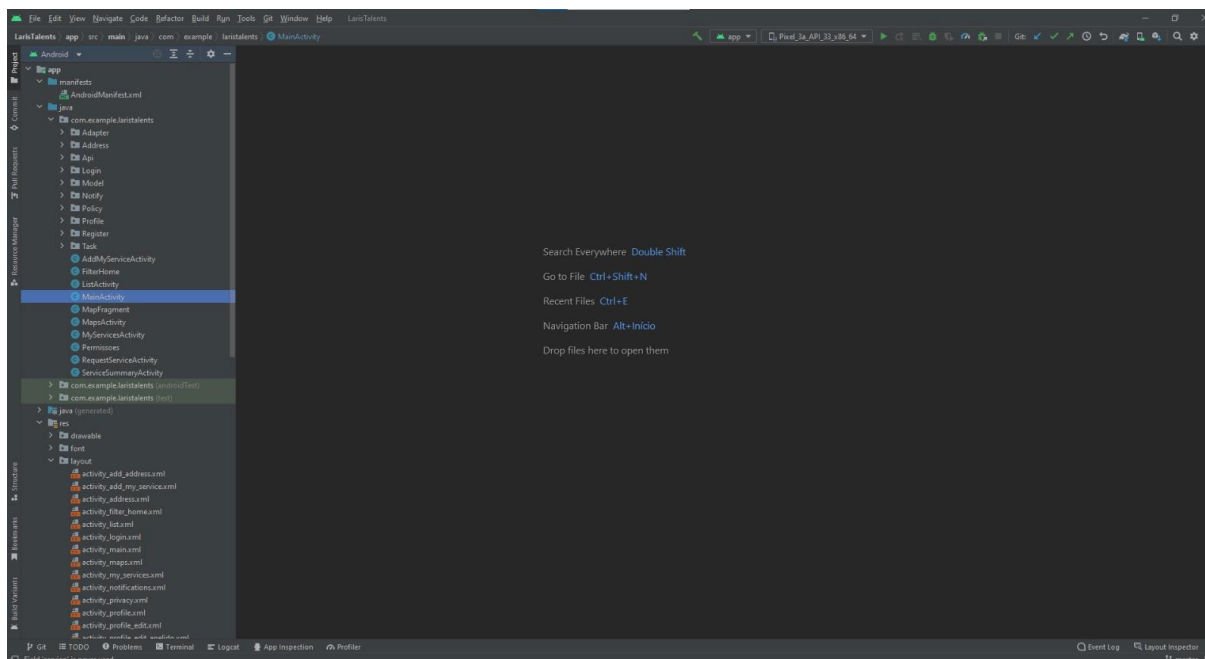 File Edit View Navigate Code Refactor Build Run Tools Git Window Help LarisTalents
LarisTalents app src main java com example laristalents MainActivity
app Pixel_3a_API_33_x86_64 Git:
Android
Project
Commit
Pull Requests
Resource Manager
Structure
Bookmarks
Build Variants
app
manifests
AndroidManifest.xml
java
com.example.laristalents
Adapter
Address
Api
Login
Model
Notify
Policy
Profile
Register
Task
AddMyServiceActivity
FilterHome
ListActivity
MainActivity
MapFragment
MapsActivity
MyServicesActivity
Permissoes
RequestServiceActivity
ServiceSummaryActivity
com.example.laristalents (androidTest)
com.example.laristalents (test)
java (generated)
res
drawable
font
layout
activity_add_address.xml
activity_add_my_service.xml
activity_address.xml
activity_filter_home.xml
activity_list.xml
activity_login.xml
activity_main.xml
activity_maps.xml
activity_my_services.xml
activity_notifications.xml
activity_privacy.xml
activity_profile.xml
activity_profile_edit.xml
activity_profile_edit_apelido.xml
Search Everywhere Double Shift
Go to File Ctrl+Shift+N
Recent Files Ctrl+E
Navigation Bar Alt+Início
Drop files here to open them
Git TODO Problems Terminal Logcat App Inspection Profiler Event Log Layout Inspector